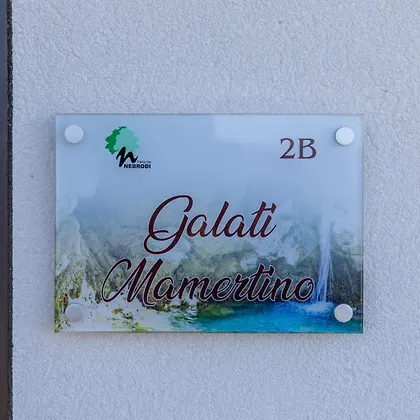 2B
NEBRODI
Galati
Mamertino